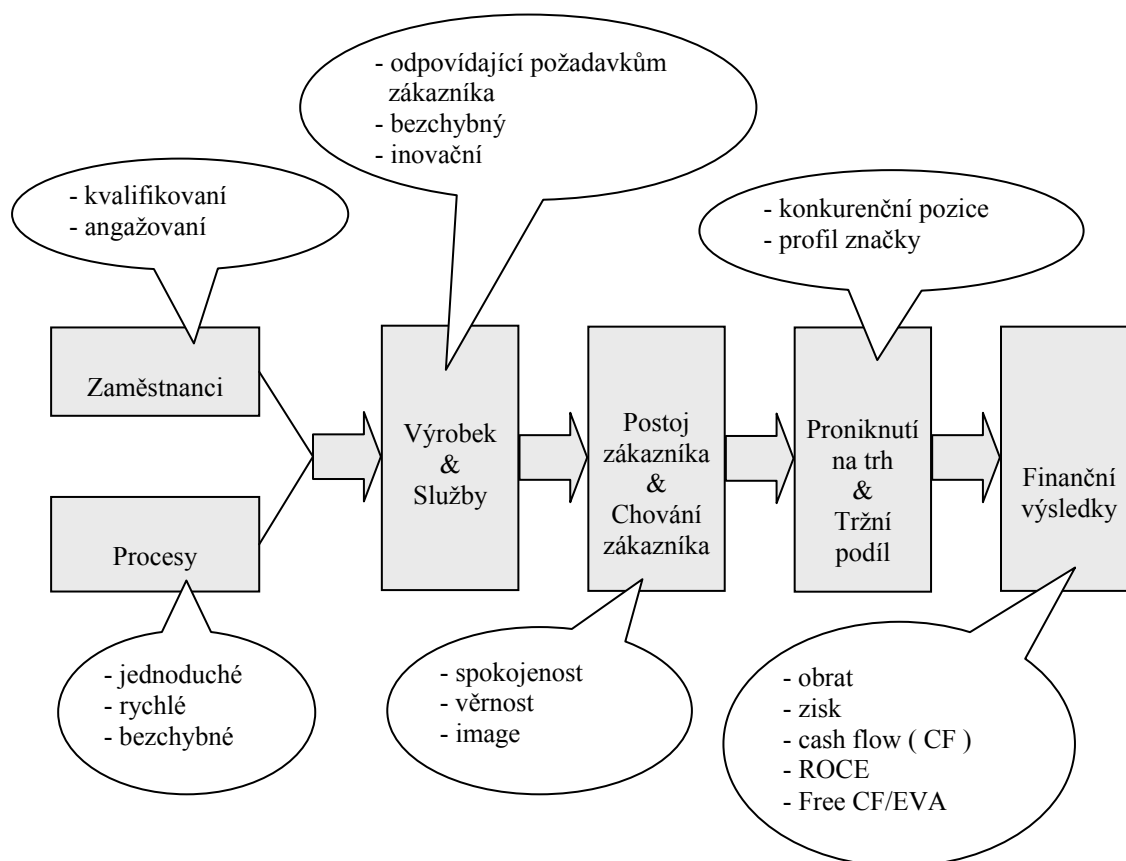 - odpovídající požadavkům
zákazníka
- bezchybný
- inovační
- kvalifikovaní
- angažovaní
- konkurenční pozice
- profil značky
Zaměstnanci
Procesy
Výrobek
&
Služby
Postoj
zákazníka
&
Chování
zákazníka
Proniknutí
na trh
&
Tržní
podíl
Finanční
výsledky
- jednoduché
- rychlé
- bezchybné
- spokojenost
- věrnost
- image
- obrat
- zisk
- cash flow ( CF )
- ROCE
- Free CF/EVA